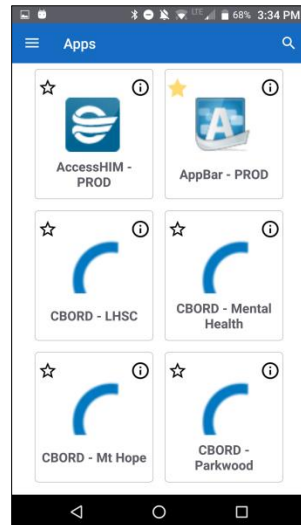 LTE 68% 3:34 PM
Apps
AccessHIM -
PROD
A
AppBar - PROD
CBORD - LHSC
CBORD - Mental
Health
CBORD - Mt Hope
CBORD -
Parkwood